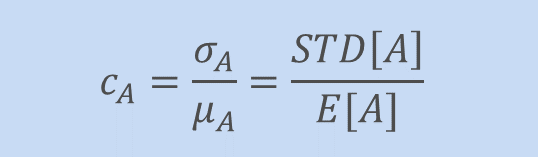 c_A = σ_A / μ_A = STD[A] / E[A]